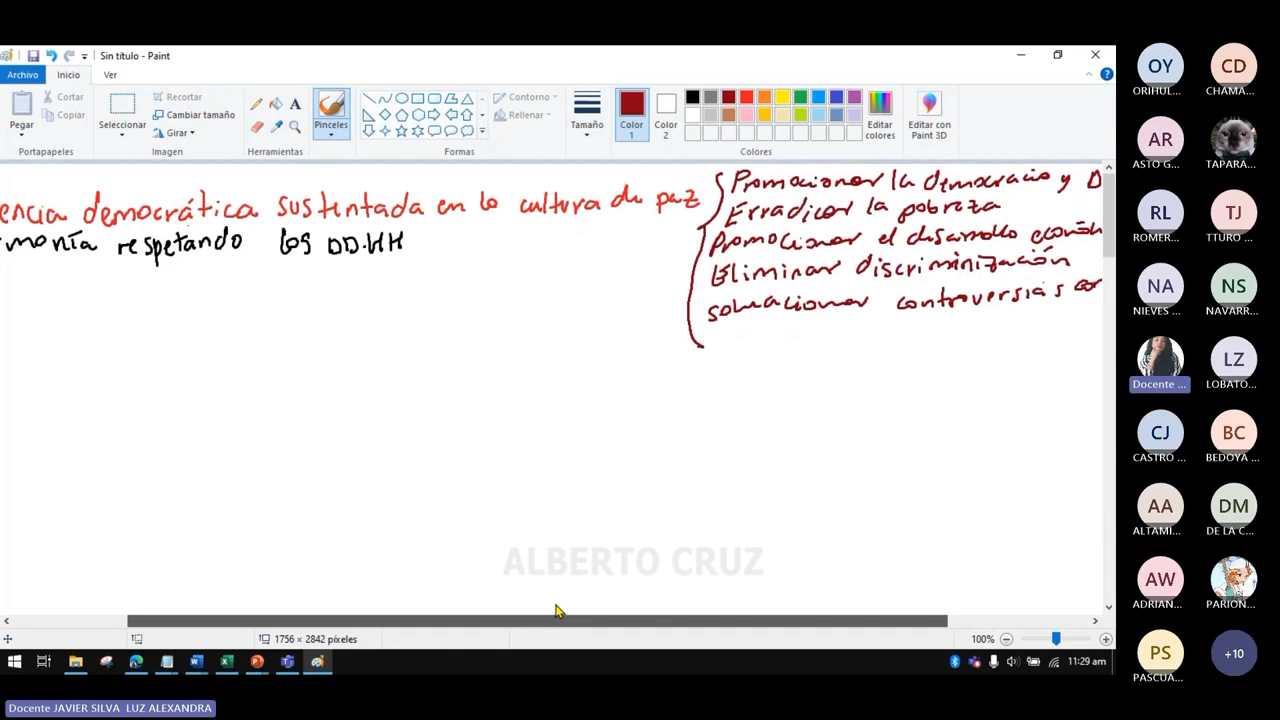 Sin título - Paint
Archivo Inicio Ver
Pegar
Cortar
Copiar
Portapapeles
Seleccionar
Recortar
Cambiar tamaño
Girar
Imagen
Herramientas
Pinceles
Contorno
Rellenar
Formas
Tamaño
Color 1
Color 2
Editar colores
Colores
Editar con Paint 3D
encia democrática sustentada en la cultura de paz
monía respetando los DD.HH
Promocionar la democracia y D
Erradicar la pobreza
Promocionar el desarrollo económ
Eliminar discriminización
solucionar controversias con
ALBERTO CRUZ
1756 × 2842 píxeles
100%
11:29 am
OY
ORIHUL...
CD
CHAMA...
AR
ASTO G...
TAPARA...
RL
ROMER...
TJ
TTURO ...
NA
NIEVES ...
NS
NAVARR...
Docente ...
LZ
LOBATO...
CJ
CASTRO ...
BC
BEDOYA ...
AA
ALTAMI...
DM
DE LA C...
AW
ADRIAN...
PARION...
PS
PASCUA...
+10
Docente JAVIER SILVA LUZ ALEXANDRA